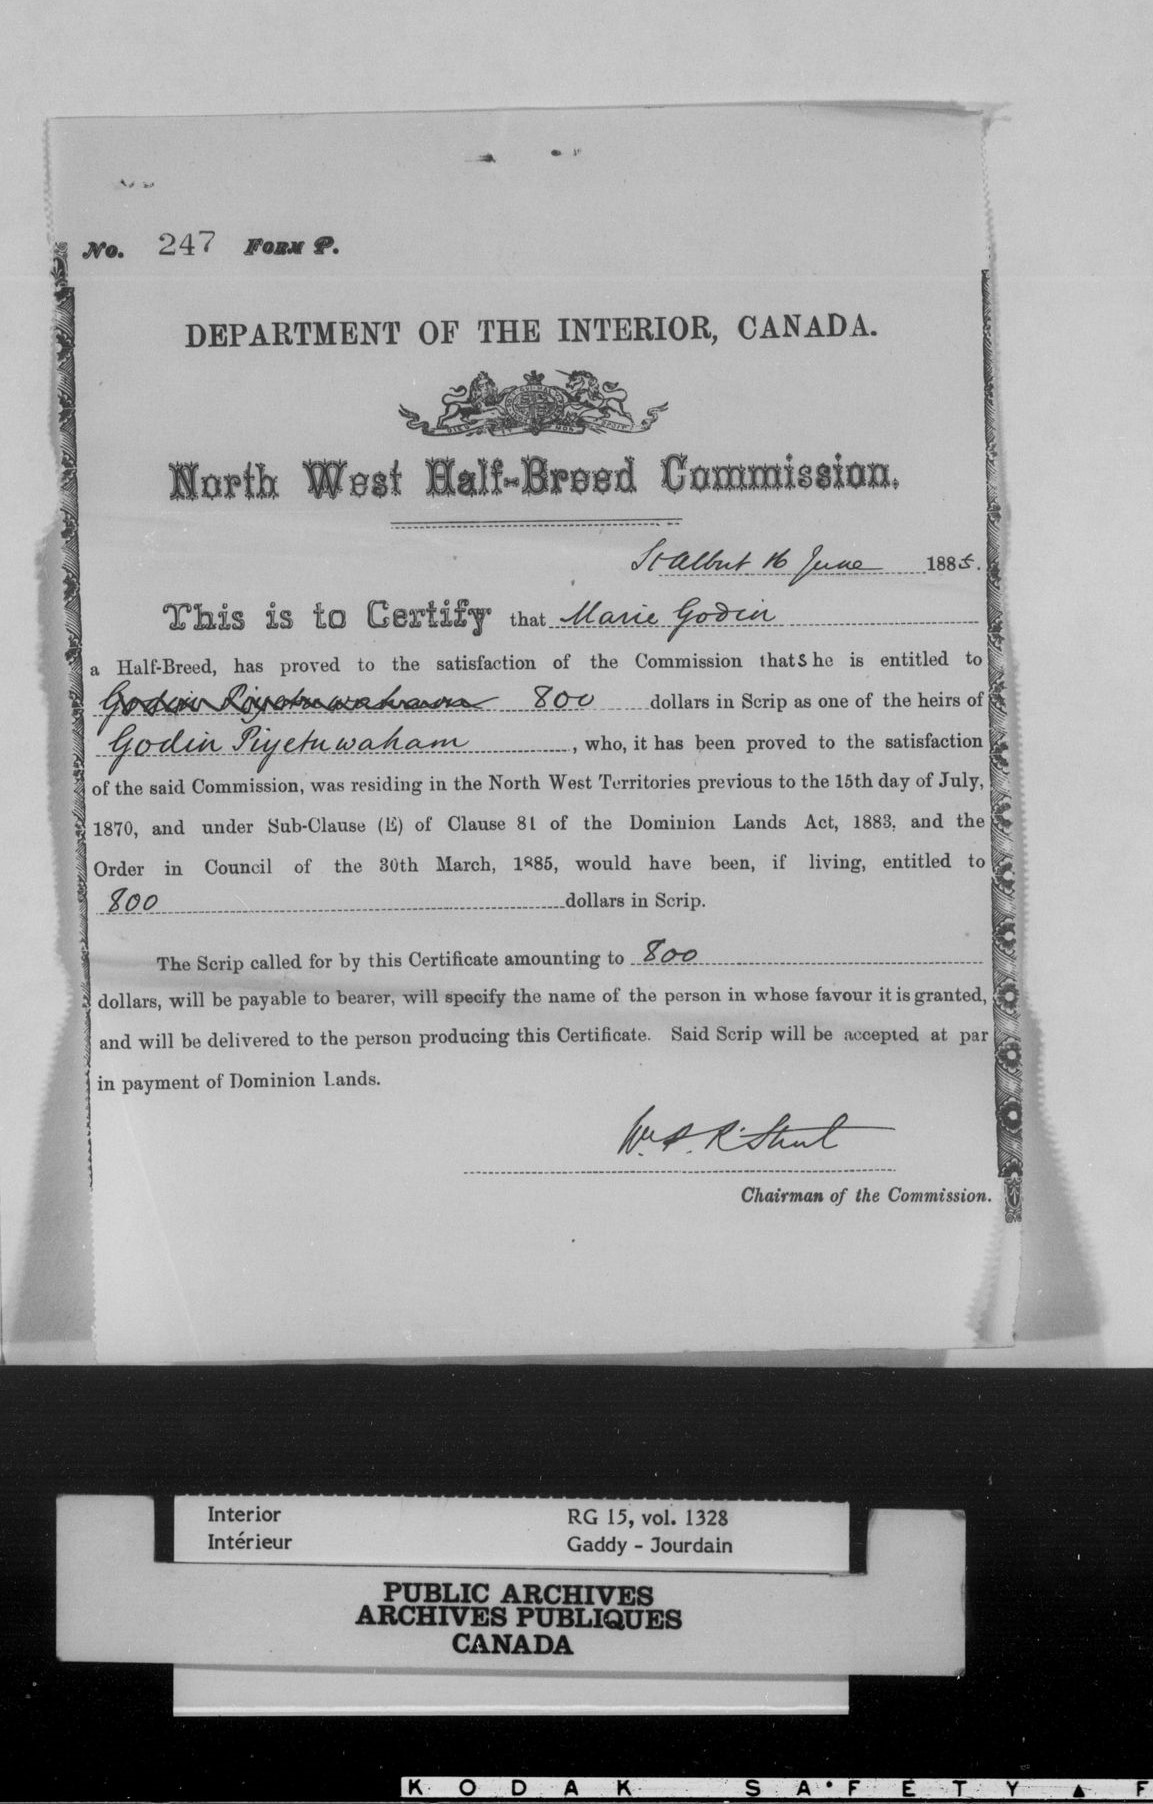 No. 247 FORM P.
DEPARTMENT OF THE INTERIOR, CANADA.
North West Half-Breed Commission.
St Albert 16 June 1885.
This is to Certify that Marie Godin
a Half-Breed, has proved to the satisfaction of the Commission that She is entitled to
Godin Piyetuwaham 800 dollars in Scrip as one of the heirs of
Godin Piyetuwaham, who, it has been proved to the satisfaction
of the said Commission, was residing in the North West Territories previous to the 15th day of July,
1870, and under Sub-Clause (E) of Clause 81 of the Dominion Lands Act, 1883, and the
Order in Council of the 30th March, 1885, would have been, if living, entitled to
800 dollars in Scrip.
The Scrip called for by this Certificate amounting to 800
dollars, will be payable to bearer, will specify the name of the person in whose favour it is granted,
and will be delivered to the person producing this Certificate. Said Scrip will be accepted at par
in payment of Dominion Lands.
Wm. P. R. Street
Chairman of the Commission.
Interior RG 15, vol. 1328
Intérieur Gaddy - Jourdain
PUBLIC ARCHIVES
ARCHIVES PUBLIQUES
CANADA
KODAK SAFETY F